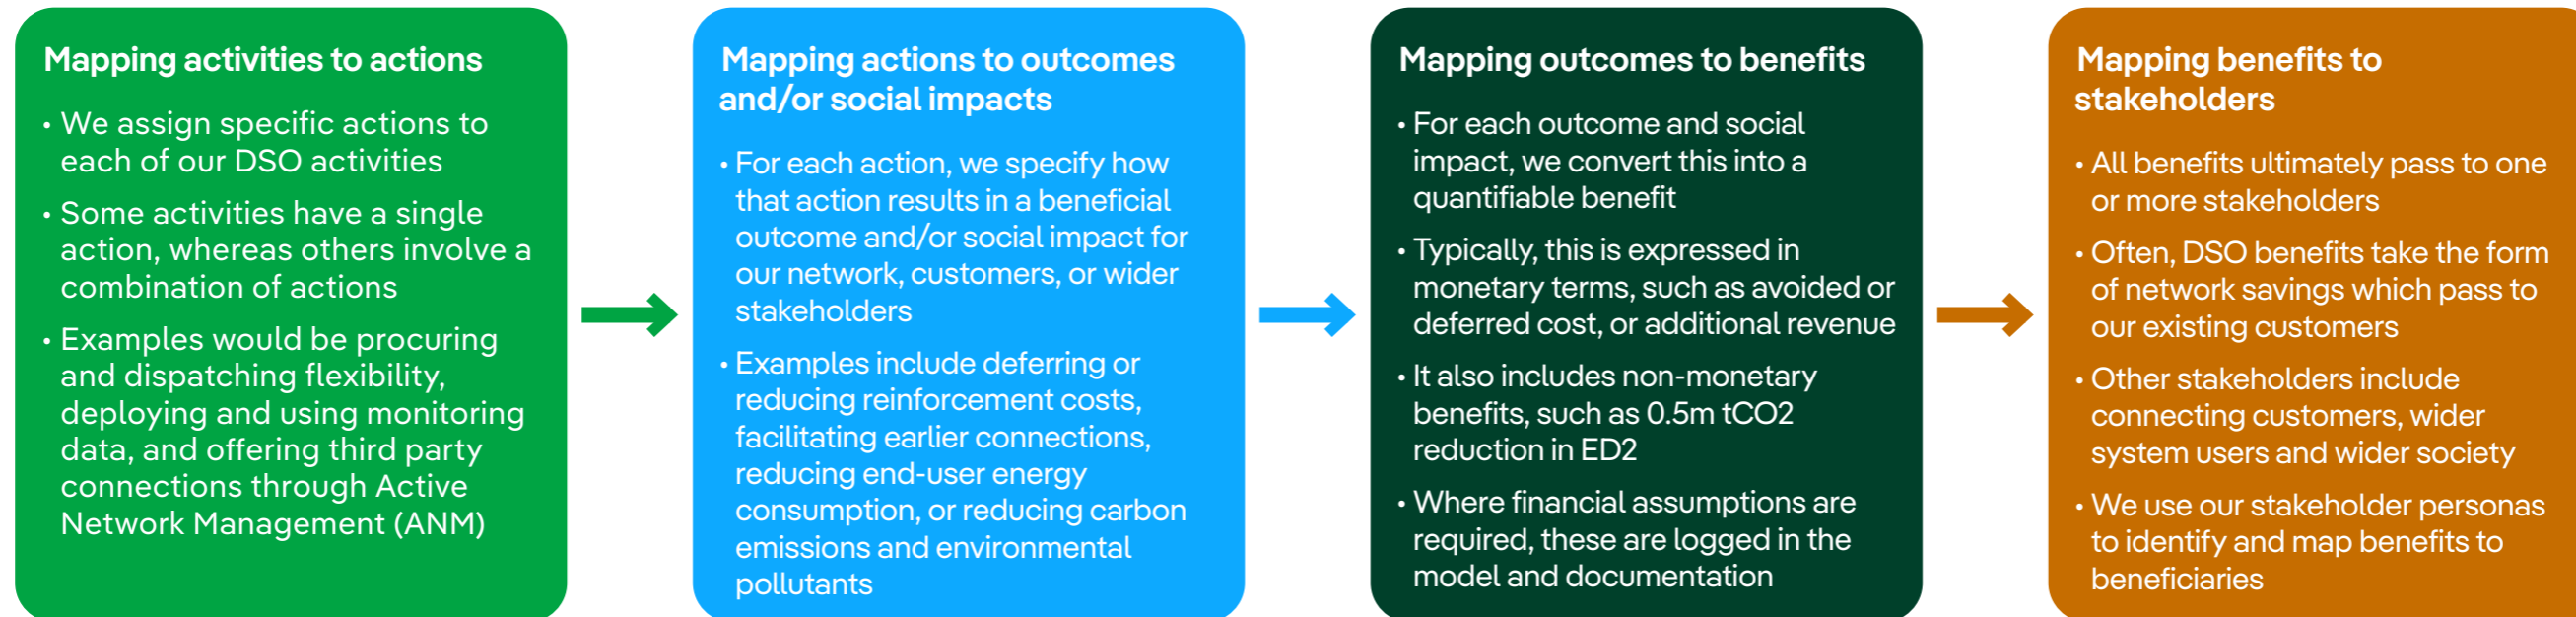 Mapping activities to actions
• We assign specific actions to
each of our DSO activities
• Some activities have a single
action, whereas others involve a
combination of actions
• Examples would be procuring
and dispatching flexibility,
deploying and using monitoring
data, and offering third party
connections through Active
Network Management (ANM)
Mapping actions to outcomes
and/or social impacts
• For each action, we specify how
that action results in a beneficial
outcome and/or social impact for
our network, customers, or wider
stakeholders
• Examples include deferring or
reducing reinforcement costs,
facilitating earlier connections,
reducing end-user energy
consumption, or reducing carbon
emissions and environmental
pollutants
Mapping outcomes to benefits
• For each outcome and social
impact, we convert this into a
quantifiable benefit
• Typically, this is expressed in
monetary terms, such as avoided or
deferred cost, or additional revenue
• It also includes non-monetary
benefits, such as 0.5m tCO2
reduction in ED2
• Where financial assumptions are
required, these are logged in the
model and documentation
Mapping benefits to
stakeholders
• All benefits ultimately pass to one
or more stakeholders
• Often, DSO benefits take the form
of network savings which pass to
our existing customers
• Other stakeholders include
connecting customers, wider
system users and wider society
• We use our stakeholder personas
to identify and map benefits to
beneficiaries